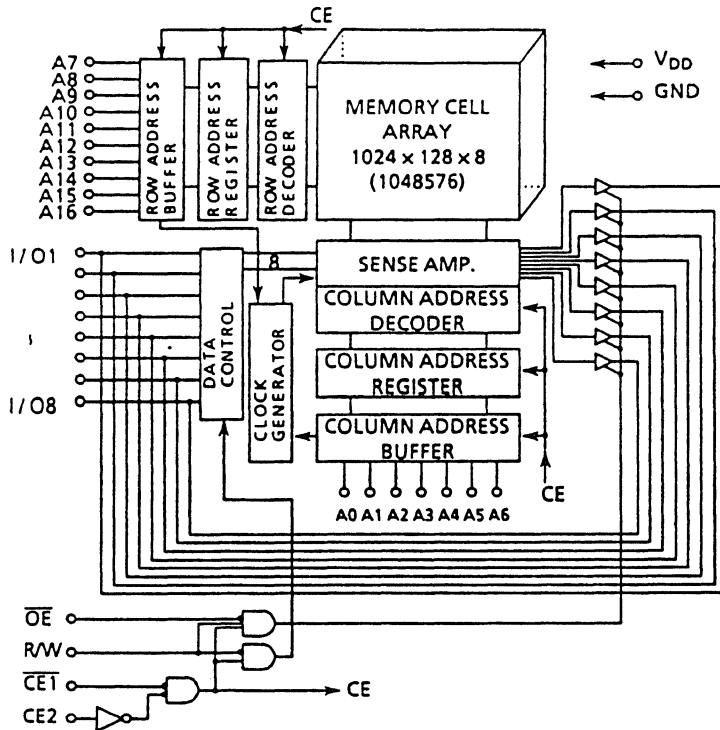 CE
A7
A8
A9
A10
A11
A12
A13
A14
A15
A16
ROW ADDRESS
BUFFER
ROW ADDRESS
REGISTER
ROW ADDRESS
DECODER
MEMORY CELL
ARRAY
1024 × 128 × 8
(1048576)
VDD
GND
I/O1
I/O8
DATA
CONTROL
8
CLOCK
GENERATOR
SENSE AMP.
COLUMN ADDRESS
DECODER
COLUMN ADDRESS
REGISTER
COLUMN ADDRESS
BUFFER
CE
A0 A1 A2 A3 A4 A5 A6
O̅E̅
R/W
C̅E̅1̅
CE
CE2